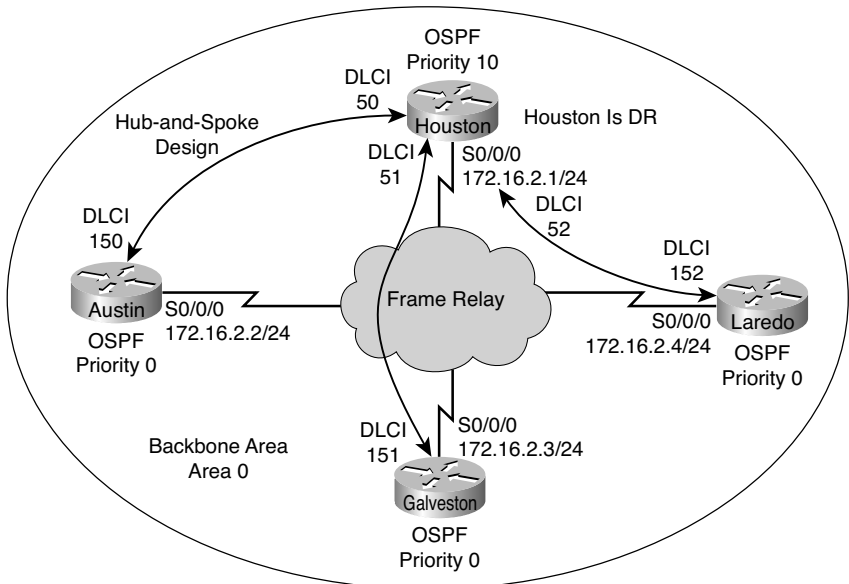 OSPF
Priority 10
DLCI
50
Houston
Houston Is DR
Hub-and-Spoke
Design
DLCI
51
S0/0/0
172.16.2.1/24
DLCI
52
DLCI
150
DLCI
152
Austin
S0/0/0
172.16.2.2/24
OSPF
Priority 0
Frame Relay
S0/0/0
172.16.2.4/24
Laredo
OSPF
Priority 0
Backbone Area
Area 0
DLCI
151
S0/0/0
172.16.2.3/24
Galveston
OSPF
Priority 0